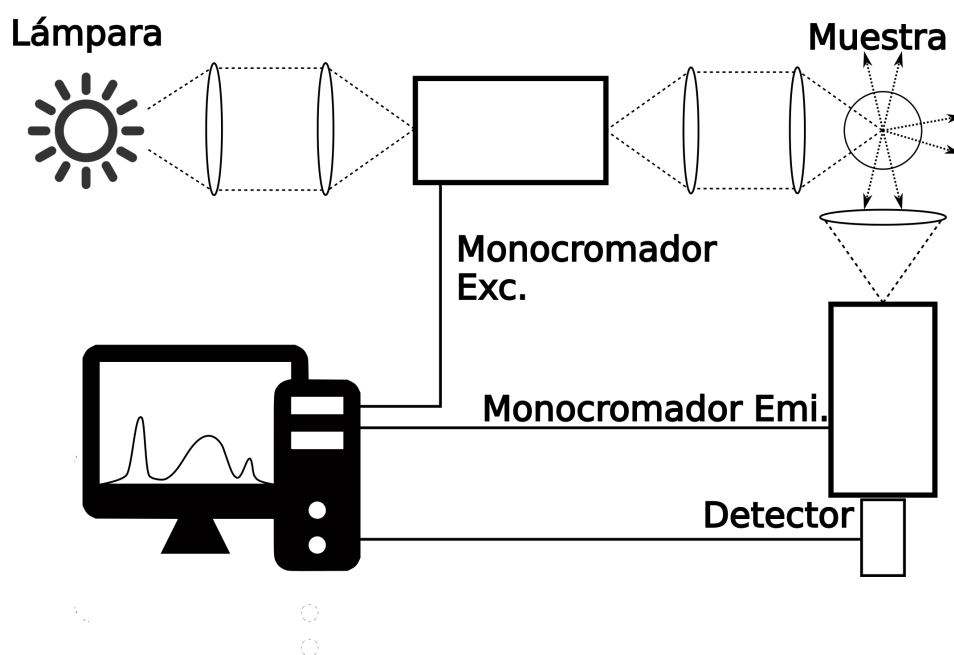 Lámpara
Muestra
Monocromador
Exc.
Monocromador Emi.
Detector